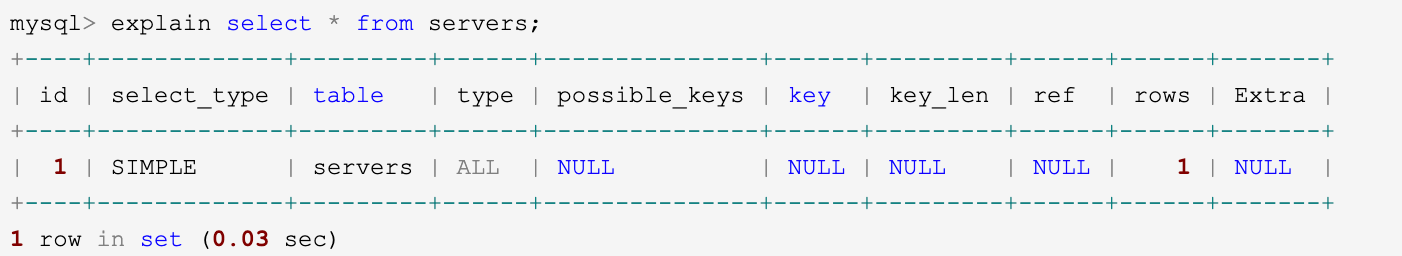 mysql> explain select * from servers;
+----+-------------+---------+------+---------------+------+---------+------+------+-------+
| id | select_type | table   | type | possible_keys | key  | key_len | ref  | rows | Extra |
+----+-------------+---------+------+---------------+------+---------+------+------+-------+
|  1 | SIMPLE      | servers | ALL  | NULL          | NULL | NULL    | NULL |    1 | NULL  |
+----+-------------+---------+------+---------------+------+---------+------+------+-------+
1 row in set (0.03 sec)